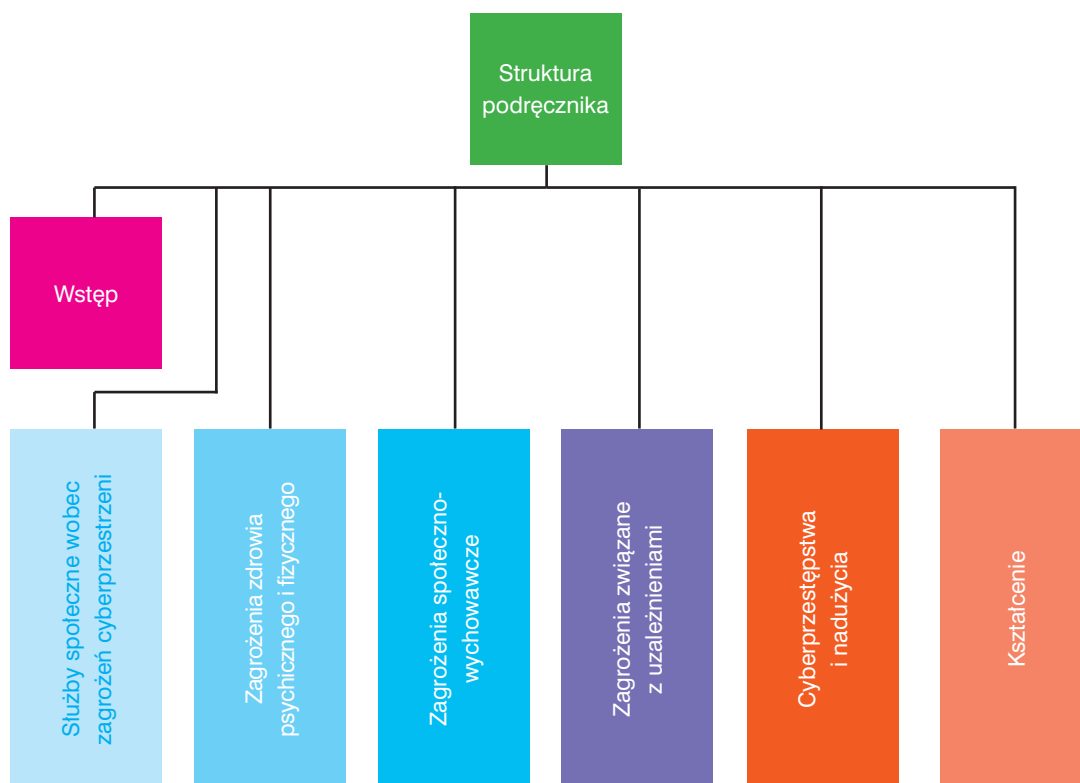 Struktura
podręcznika
Wstęp
Służby społeczne wobec
zagrożeń cyberprzestrzeni
Zagrożenia zdrowia
psychicznego i fizycznego
Zagrożenia społeczno-
wychowawcze
Zagrożenia związane
z uzależnieniami
Cyberprzestępstwa
i nadużycia
Kształcenie